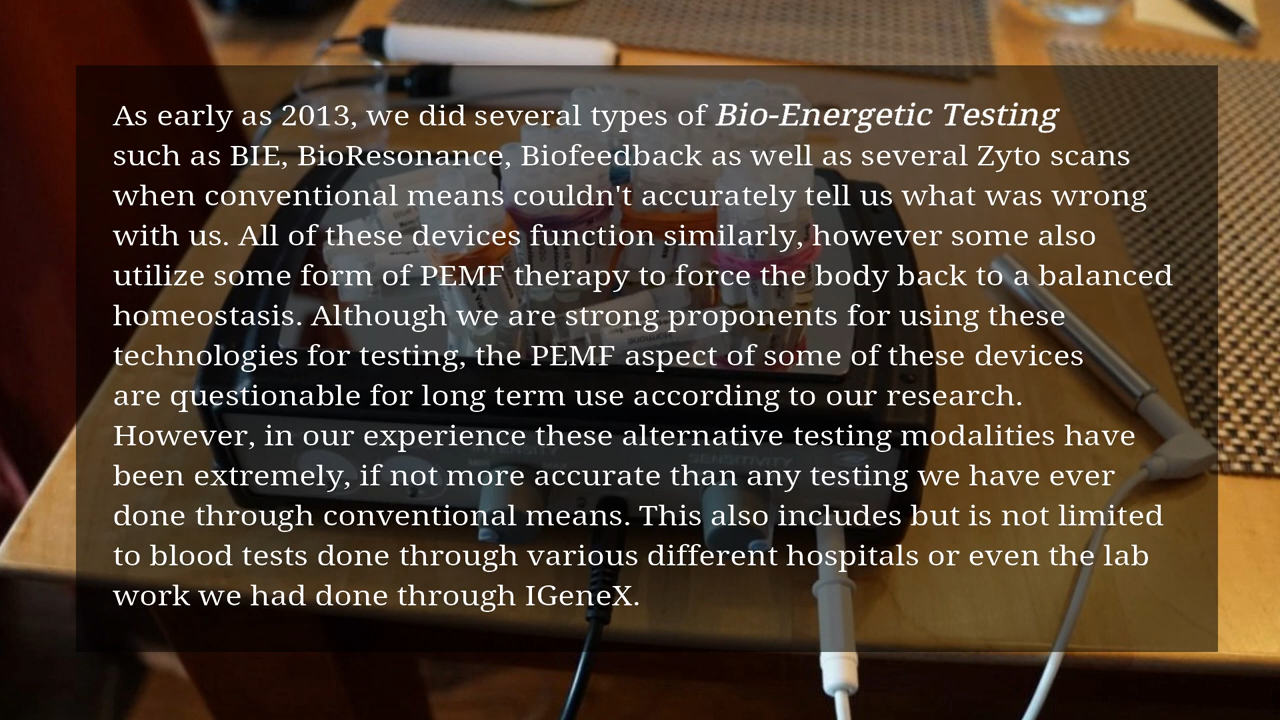 As early as 2013, we did several types of Bio-Energetic Testing
such as BIE, BioResonance, Biofeedback as well as several Zyto scans
when conventional means couldn't accurately tell us what was wrong
with us. All of these devices function similarly, however some also
utilize some form of PEMF therapy to force the body back to a balanced
homeostasis. Although we are strong proponents for using these
technologies for testing, the PEMF aspect of some of these devices
are questionable for long term use according to our research.
However, in our experience these alternative testing modalities have
been extremely, if not more accurate than any testing we have ever
done through conventional means. This also includes but is not limited
to blood tests done through various different hospitals or even the lab
work we had done through IGeneX.
INTENSITY
SENSITIVITY